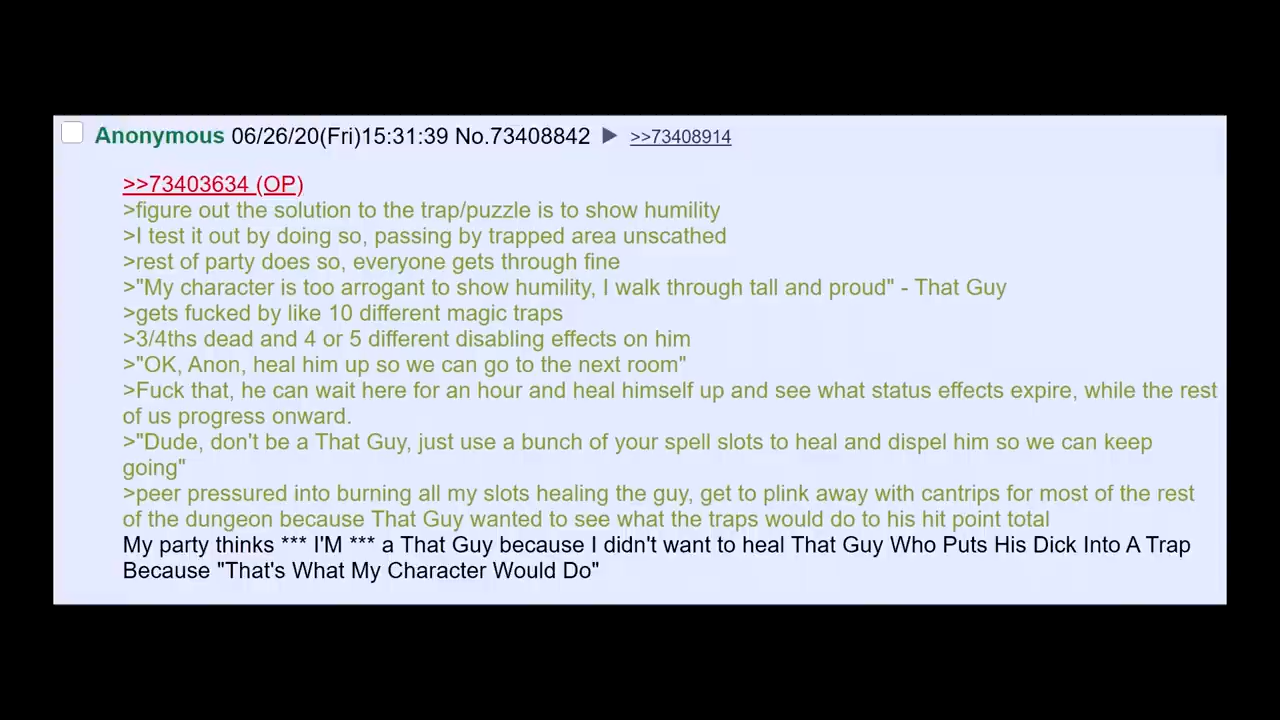 Anonymous 06/26/20(Fri)15:31:39 No.73408842 ▶ >>73408914
>>73403634 (OP)
>figure out the solution to the trap/puzzle is to show humility
>I test it out by doing so, passing by trapped area unscathed
>rest of party does so, everyone gets through fine
>"My character is too arrogant to show humility, I walk through tall and proud" - That Guy
>gets fucked by like 10 different magic traps
>3/4ths dead and 4 or 5 different disabling effects on him
>"OK, Anon, heal him up so we can go to the next room"
>Fuck that, he can wait here for an hour and heal himself up and see what status effects expire, while the rest
of us progress onward.
>"Dude, don't be a That Guy, just use a bunch of your spell slots to heal and dispel him so we can keep
going"
>peer pressured into burning all my slots healing the guy, get to plink away with cantrips for most of the rest
of the dungeon because That Guy wanted to see what the traps would do to his hit point total
My party thinks *** I'M *** a That Guy because I didn't want to heal That Guy Who Puts His Dick Into A Trap
Because "That's What My Character Would Do"